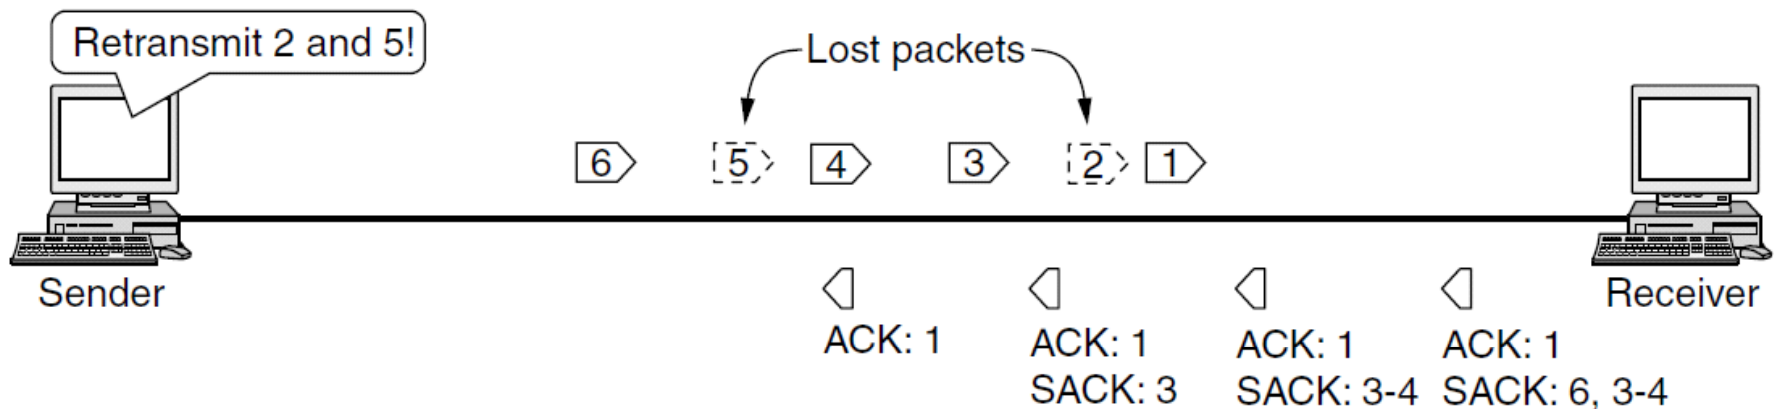 Retransmit 2 and 5!
Lost packets
6 5 4 3 2 1
Sender
Receiver
ACK: 1
ACK: 1
SACK: 3
ACK: 1
SACK: 3-4
ACK: 1
SACK: 6, 3-4